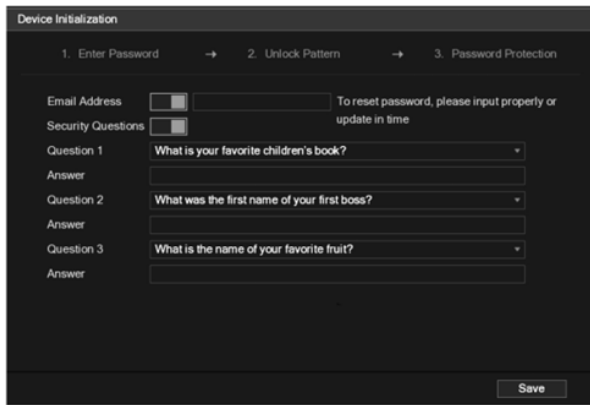 Device Initialization
1. Enter Password → 2. Unlock Pattern → 3. Password Protection
Email Address To reset password, please input properly or
update in time
Security Questions
Question 1 What is your favorite children's book?
Answer
Question 2 What was the first name of your first boss?
Answer
Question 3 What is the name of your favorite fruit?
Answer
Save